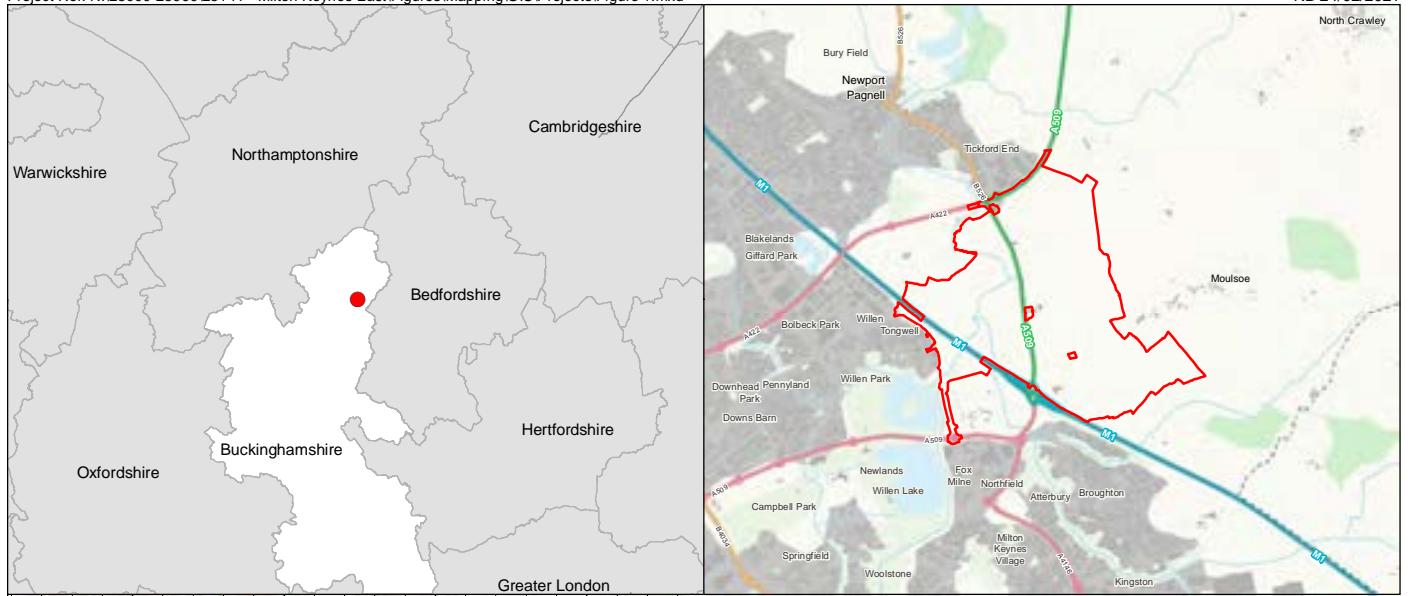 North Crawley
Cambridgeshire
Northamptonshire
Warwickshire
Bedfordshire
Buckinghamshire
Hertfordshire
Oxfordshire
Greater London
B526
Bury Field
Newport
Pagnell
A509
Tickford End
M1
B526
A422
Blakelands
Giffard Park
Moulsoe
Willen
Tongwell
Bolbeck Park
A509
A422
M1
Willen Park
Downhead
Park
Pennyland
Downs Barn
A509
M1
Newlands
Fox
Milne
Willen Lake
Northfield
Broughton
Atterbury
A509
Campbell Park
B4034
Milton
Keynes
Village
Springfield
Woolstone
A4146
Kingston
M1